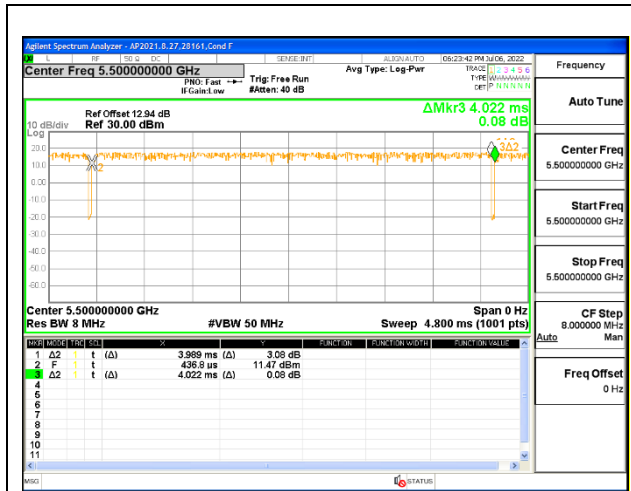 Agilent Spectrum Analyzer - AP2021.8.27,28161,Cond F
L RF 50 Ω DC SENSE:INT ALIGNAUTO 06:23:42 PM Jul 06, 2022
Center Freq 5.500000000 GHz
PNO: Fast
IFGain:Low
Trig: Free Run
#Atten: 40 dB
Avg Type: Log-Pwr
TRACE 1 2 3 4 5 6
TYPE
DET P N N N N N
Frequency
ΔMkr3 4.022 ms
0.08 dB
Ref Offset 12.94 dB
10 dB/div Ref 30.00 dBm
Log
20.0
10.0
0.00
-10.0
-20.0
-30.0
-40.0
-50.0
-60.0
2
3Δ2
Center 5.500000000 GHz Span 0 Hz
Res BW 8 MHz #VBW 50 MHz Sweep 4.800 ms (1001 pts)
MKR MODE TRC SCL X Y FUNCTION FUNCTION WIDTH FUNCTION VALUE
1 Δ2 1 t (Δ) 3.989 ms (Δ) 3.08 dB
2 F 1 t 436.8 us 11.47 dBm
3 Δ2 1 t (Δ) 4.022 ms (Δ) 0.08 dB
4
5
6
7
8
9
10
11
MSG STATUS
Auto Tune
Center Freq
5.500000000 GHz
Start Freq
5.500000000 GHz
Stop Freq
5.500000000 GHz
CF Step
8.000000 MHz
Auto Man
Freq Offset
0 Hz